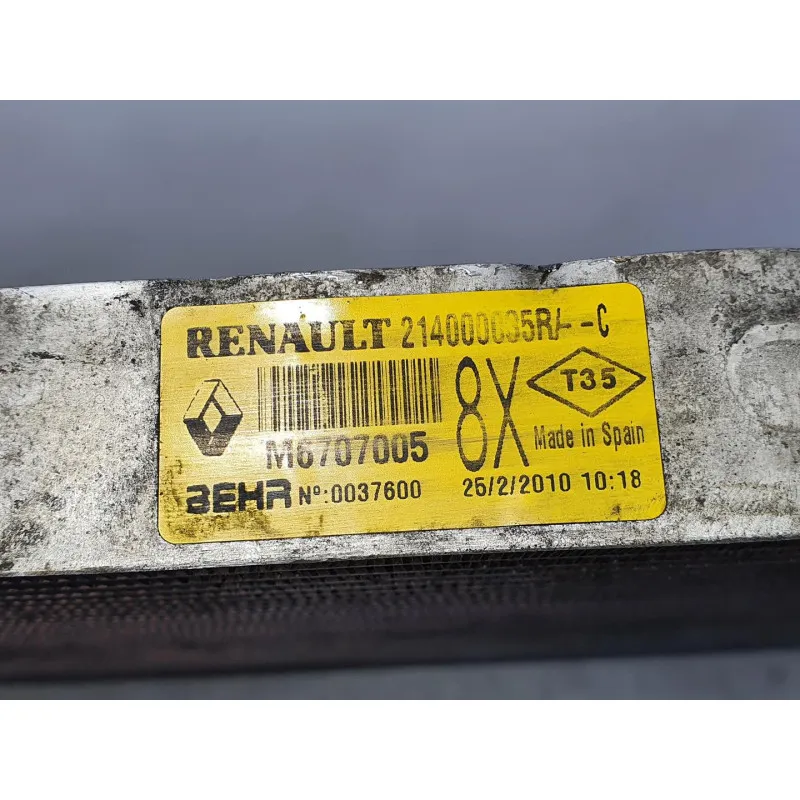 RENAULT 214000035R/- -C
8X
T35
M6707005
Made in Spain
BEHR Nº:0037600 25/2/2010 10:18